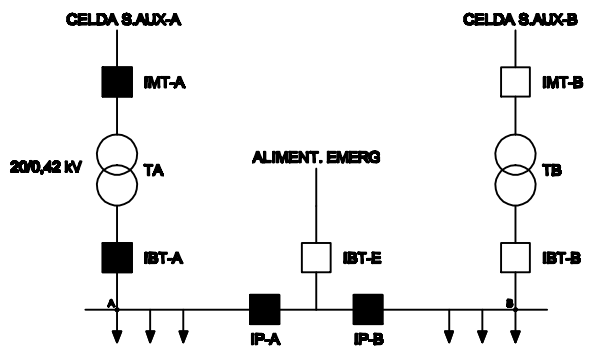 CELDA S.AUX-A
CELDA S.AUX-B
IMT-A
IMT-B
ALIMENT. EMERG
20/0,42 kV
TA
TB
IBT-A
IBT-E
IBT-B
A
B
IP-A
IP-B